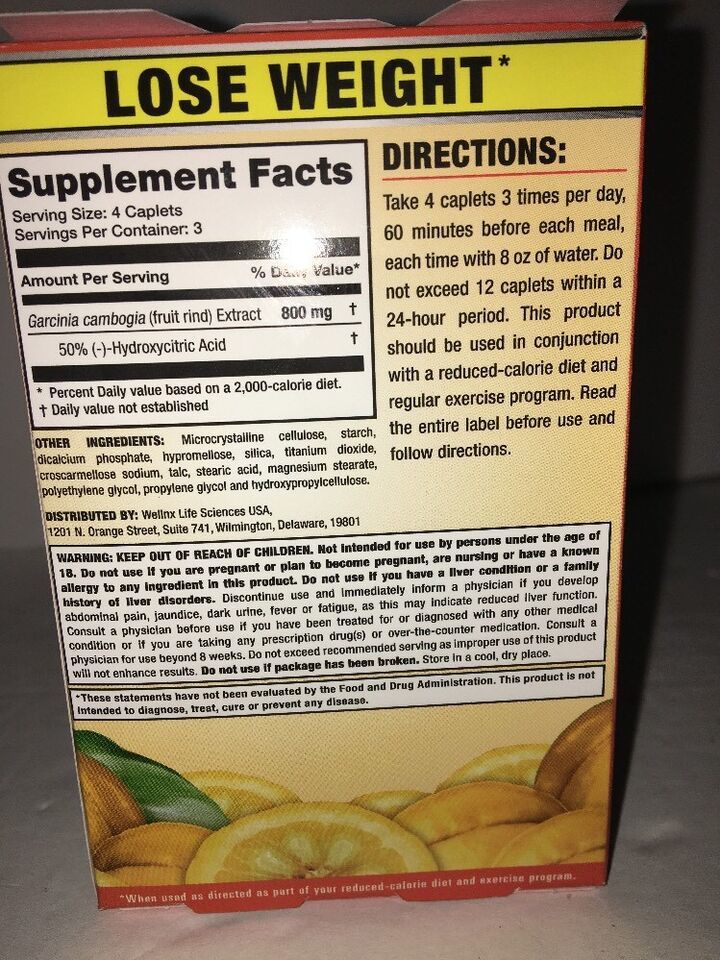 LOSE WEIGHT*
Supplement Facts
Serving Size: 4 Caplets
Servings Per Container: 3
Amount Per Serving % Daily Value*
Garcinia cambogia (fruit rind) Extract 800 mg †
50% (-)-Hydroxycitric Acid †
* Percent Daily value based on a 2,000-calorie diet.
† Daily value not established
OTHER INGREDIENTS: Microcrystalline cellulose, starch,
dicalcium phosphate, hypromellose, silica, titanium dioxide,
croscarmellose sodium, talc, stearic acid, magnesium stearate,
polyethylene glycol, propylene glycol and hydroxypropylcellulose.
DISTRIBUTED BY: Wellnx Life Sciences USA,
1201 N. Orange Street, Suite 741, Wilmington, Delaware, 19801
DIRECTIONS:
Take 4 caplets 3 times per day,
60 minutes before each meal,
each time with 8 oz of water. Do
not exceed 12 caplets within a
24-hour period. This product
should be used in conjunction
with a reduced-calorie diet and
regular exercise program. Read
the entire label before use and
follow directions.
WARNING: KEEP OUT OF REACH OF CHILDREN. Not intended for use by persons under the age of
18. Do not use if you are pregnant or plan to become pregnant, are nursing or have a known
allergy to any ingredient in this product. Do not use if you have a liver condition or a family
history of liver disorders. Discontinue use and immediately inform a physician if you develop
abdominal pain, jaundice, dark urine, fever or fatigue, as this may indicate reduced liver function.
Consult a physician before use if you have been treated for or diagnosed with any other medical
condition or if you are taking any prescription drug(s) or over-the-counter medication. Consult a
physician for use beyond 8 weeks. Do not exceed recommended serving as improper use of this product
will not enhance results. Do not use if package has been broken. Store in a cool, dry place.
*These statements have not been evaluated by the Food and Drug Administration. This product is not
intended to diagnose, treat, cure or prevent any disease.
*When used as directed as part of your reduced-calorie diet and exercise program.